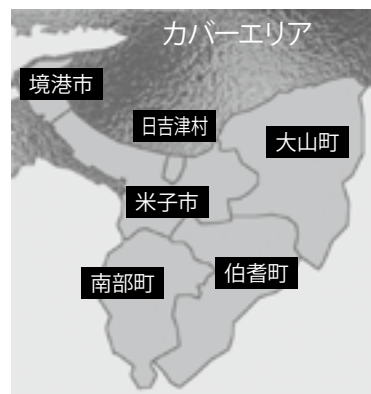 カバーエリア
境港市
日吉津村
大山町
米子市
伯耆町
南部町